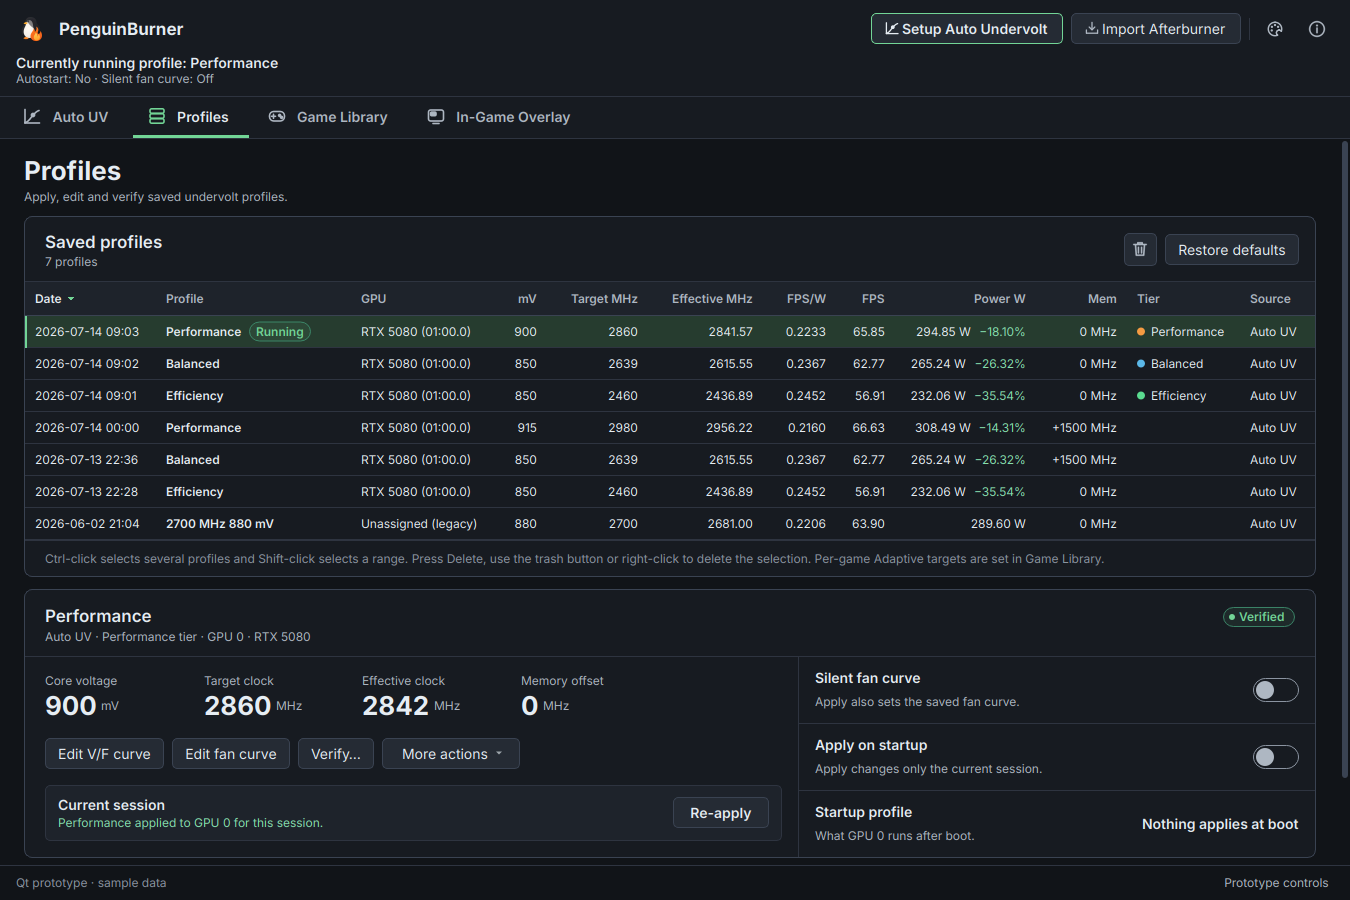 PenguinBurner
Setup Auto Undervolt
Import Afterburner
Currently running profile: Performance
Autostart: No · Silent fan curve: Off
Auto UV
Profiles
Game Library
In-Game Overlay
Profiles
Apply, edit and verify saved undervolt profiles.
Saved profiles
7 profiles
Restore defaults
Date Profile GPU mV Target MHz Effective MHz FPS/W FPS Power W Mem Tier Source
2026-07-14 09:03 Performance Running RTX 5080 (01:00.0) 900 2860 2841.57 0.2233 65.85 294.85 W −18.10% 0 MHz Performance Auto UV
2026-07-14 09:02 Balanced RTX 5080 (01:00.0) 850 2639 2615.55 0.2367 62.77 265.24 W −26.32% 0 MHz Balanced Auto UV
2026-07-14 09:01 Efficiency RTX 5080 (01:00.0) 850 2460 2436.89 0.2452 56.91 232.06 W −35.54% 0 MHz Efficiency Auto UV
2026-07-14 00:00 Performance RTX 5080 (01:00.0) 915 2980 2956.22 0.2160 66.63 308.49 W −14.31% +1500 MHz Auto UV
2026-07-13 22:36 Balanced RTX 5080 (01:00.0) 850 2639 2615.55 0.2367 62.77 265.24 W −26.32% +1500 MHz Auto UV
2026-07-13 22:28 Efficiency RTX 5080 (01:00.0) 850 2460 2436.89 0.2452 56.91 232.06 W −35.54% 0 MHz Auto UV
2026-06-02 21:04 2700 MHz 880 mV Unassigned (legacy) 880 2700 2681.00 0.2206 63.90 289.60 W 0 MHz Auto UV
Ctrl-click selects several profiles and Shift-click selects a range. Press Delete, use the trash button or right-click to delete the selection. Per-game Adaptive targets are set in Game Library.
Performance
Auto UV · Performance tier · GPU 0 · RTX 5080
Verified
Core voltage
900 mV
Target clock
2860 MHz
Effective clock
2842 MHz
Memory offset
0 MHz
Edit V/F curve
Edit fan curve
Verify...
More actions
Current session
Performance applied to GPU 0 for this session.
Re-apply
Silent fan curve
Apply also sets the saved fan curve.
Apply on startup
Apply changes only the current session.
Startup profile
What GPU 0 runs after boot.
Nothing applies at boot
Qt prototype · sample data
Prototype controls